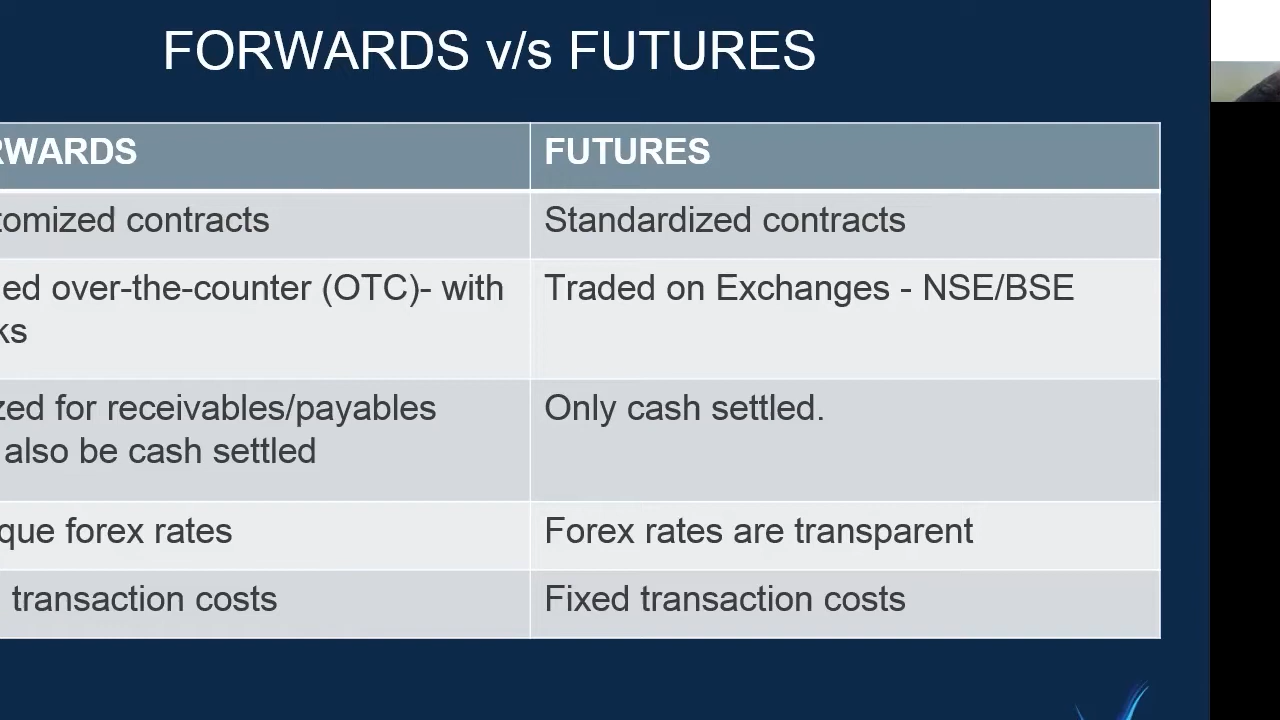 FORWARDS v/s FUTURES
RWARDS
FUTURES
tomized contracts
Standardized contracts
ed over-the-counter (OTC)- with
ks
Traded on Exchanges - NSE/BSE
zed for receivables/payables
also be cash settled
Only cash settled.
que forex rates
Forex rates are transparent
transaction costs
Fixed transaction costs